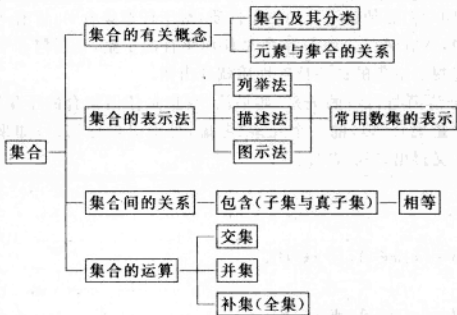 集合
集合的有关概念
集合及其分类
元素与集合的关系
集合的表示法
列举法
描述法
图示法
常用数集的表示
集合间的关系
包含(子集与真子集)
相等
集合的运算
交集
并集
补集(全集)